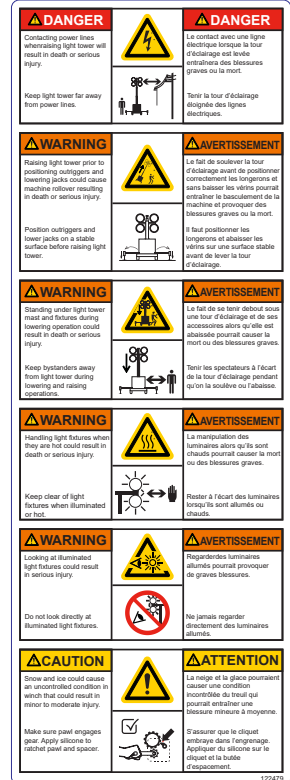 DANGER
Contacting power lines
whenraising light tower will
result in death or serious
injury.
Keep light tower far away
from power lines.
DANGER
Le contact avec une ligne
électrique lorsque la tour
d'éclairage est levée
entraînera des blessures
graves ou la mort.
Tenir la tour d'éclairage
éloignée des lignes
électriques.
WARNING
Raising light tower prior to
positioning outriggers and
lowering jacks could cause
machine rollover resulting
in death or serious injury.
Position outriggers and
lower jacks on a stable
surface before raising light
tower.
AVERTISSEMENT
Le fait de soulever la tour
d'éclairage avant de positionner
correctement les longerons et
sans baisser les vérins pourrait
entraîner le basculement de la
machine et provoquer des
blessures graves ou la mort.
Il faut positionner les
longerons et abaisser les
vérins sur une surface stable
avant de lever la tour
d'éclairage.
WARNING
Standing under light tower
mast and fixtures during
lowering operation could
result in death or serious
injury.
Keep bystanders away
from light tower during
lowering and raising
operations.
AVERTISSEMENT
Le fait de se tenir debout sous
une tour d'éclairage et de ses
accessoires alors qu'elle est
abaissée pourrait causer la
mort ou des blessures graves.
Tenir les spectateurs à l'écart
de la tour d'éclairage pendant
qu'on la soulève ou l'abaisse.
WARNING
Handling light fixtures when
they are hot could result in
death or serious injury.
Keep clear of light
fixtures when illuminated
or hot.
AVERTISSEMENT
La manipulation des
luminaires alors qu'ils sont
chauds pourrait causer la mort
ou des blessures graves.
Rester à l'écart des luminaires
lorsqu'ils sont allumés ou
chauds.
WARNING
Looking at illuminated
light fixtures could result
in serious injury.
Do not look directly at
illuminated light fixtures.
AVERTISSEMENT
Regarderdes luminaires
allumés pourrait provoquer
de graves blessures.
Ne jamais regarder
directement des luminaires
allumés.
CAUTION
Snow and ice could cause
an uncontrolled condition in
winch that could result in
minor to moderate injury.
Make sure pawl engages
gear. Apply silicone to
ratchet pawl and spacer.
ATTENTION
La neige et la glace pourraient
causer une condition
incontrôlée du treuil qui
pourrait entraîner une
blessure mineure à moyenne.
S'assurer que le cliquet
embraye dans l'engrenage.
Appliquer du silicone sur le
cliquet et la butée
d'espacement.
122479